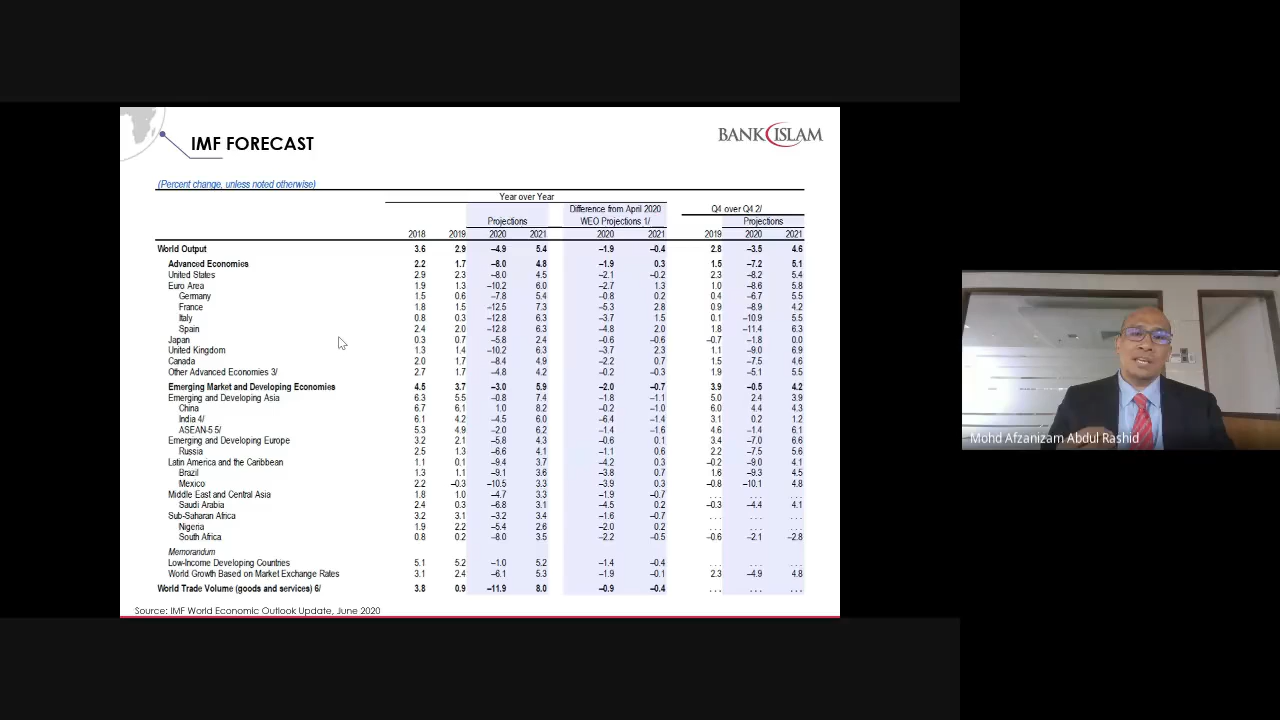 IMF FORECAST
BANK ISLAM
(Percent change, unless noted otherwise)
Year over Year
Difference from April 2020 Q4 over Q4 2/
Projections WEO Projections 1/ Projections
2018 2019 2020 2021 2020 2021 2019 2020 2021
World Output 3.6 2.9 –4.9 5.4 –1.9 –0.4 2.8 –3.5 4.6
Advanced Economies 2.2 1.7 –8.0 4.8 –1.9 0.3 1.5 –7.2 5.1
United States 2.9 2.3 –8.0 4.5 –2.1 –0.2 2.3 –8.2 5.4
Euro Area 1.9 1.3 –10.2 6.0 –2.7 1.3 1.0 –8.6 5.8
Germany 1.5 0.6 –7.8 5.4 –0.8 0.2 0.4 –6.7 5.5
France 1.8 1.5 –12.5 7.3 –5.3 2.8 0.9 –8.9 4.2
Italy 0.8 0.3 –12.8 6.3 –3.7 1.5 0.1 –10.9 5.5
Spain 2.4 2.0 –12.8 6.3 –4.8 2.0 1.8 –11.4 6.3
Japan 0.3 0.7 –5.8 2.4 –0.6 –0.6 –0.7 –1.8 0.0
United Kingdom 1.3 1.4 –10.2 6.3 –3.7 2.3 1.1 –9.0 6.9
Canada 2.0 1.7 –8.4 4.9 –2.2 0.7 1.5 –7.5 4.6
Other Advanced Economies 3/ 2.7 1.7 –4.8 4.2 –0.2 –0.3 1.9 –5.1 5.5
Emerging Market and Developing Economies 4.5 3.7 –3.0 5.9 –2.0 –0.7 3.9 –0.5 4.2
Emerging and Developing Asia 6.3 5.5 –0.8 7.4 –1.8 –1.1 5.0 2.4 3.9
China 6.7 6.1 1.0 8.2 –0.2 –1.0 6.0 4.4 4.3
India 4/ 6.1 4.2 –4.5 6.0 –6.4 –1.4 3.1 0.2 1.2
ASEAN-5 5/ 5.3 4.9 –2.0 6.2 –1.4 –1.6 4.6 –1.4 6.1
Emerging and Developing Europe 3.2 2.1 –5.8 4.3 –0.6 0.1 3.4 –7.0 6.6
Russia 2.5 1.3 –6.6 4.1 –1.1 0.6 2.2 –7.5 5.6
Latin America and the Caribbean 1.1 0.1 –9.4 3.7 –4.2 0.3 –0.2 –9.0 4.1
Brazil 1.3 1.1 –9.1 3.6 –3.8 0.7 1.6 –9.3 4.5
Mexico 2.2 –0.3 –10.5 3.3 –3.9 0.3 –0.8 –10.1 4.8
Middle East and Central Asia 1.8 1.0 –4.7 3.3 –1.9 –0.7 . . . . . . . . .
Saudi Arabia 2.4 0.3 –6.8 3.1 –4.5 0.2 –0.3 –4.4 4.1
Sub-Saharan Africa 3.2 3.1 –3.2 3.4 –1.6 –0.7 . . . . . . . . .
Nigeria 1.9 2.2 –5.4 2.6 –2.0 0.2 . . . . . . . . .
South Africa 0.8 0.2 –8.0 3.5 –2.2 –0.5 –0.6 –2.1 –2.8
Memorandum
Low-Income Developing Countries 5.1 5.2 –1.0 5.2 –1.4 –0.4 . . . . . . . . .
World Growth Based on Market Exchange Rates 3.1 2.4 –6.1 5.3 –1.9 –0.1 2.3 –4.9 4.8
World Trade Volume (goods and services) 6/ 3.8 0.9 –11.9 8.0 –0.9 –0.4 . . . . . . . . .
Source: IMF World Economic Outlook Update, June 2020
Mohd Afzanizam Abdul Rashid